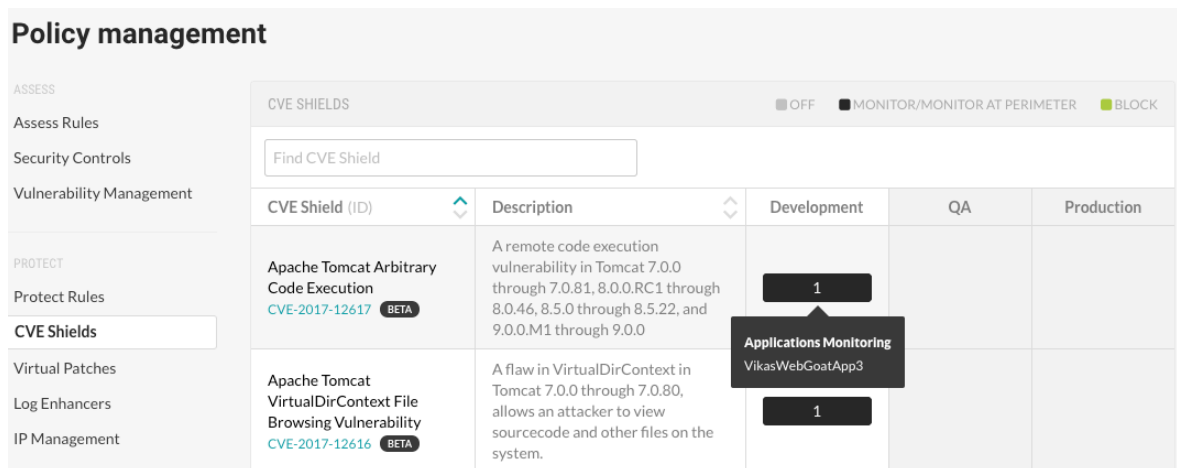 Policy management
ASSESS
Assess Rules
Security Controls
Vulnerability Management
PROTECT
Protect Rules
CVE Shields
Virtual Patches
Log Enhancers
IP Management
CVE SHIELDS
OFF
MONITOR/MONITOR AT PERIMETER
BLOCK
Find CVE Shield
CVE Shield (ID)
Description
Development
QA
Production
Apache Tomcat Arbitrary
Code Execution
CVE-2017-12617 BETA
A remote code execution
vulnerability in Tomcat 7.0.0
through 7.0.81, 8.0.0.RC1 through
8.0.46, 8.5.0 through 8.5.22, and
9.0.0.M1 through 9.0.0
1
Applications Monitoring
VikasWebGoatApp3
Apache Tomcat
VirtualDirContext File
Browsing Vulnerability
CVE-2017-12616 BETA
A flaw in VirtualDirContext in
Tomcat 7.0.0 through 7.0.80,
allows an attacker to view
sourcecode and other files on the
system.
1